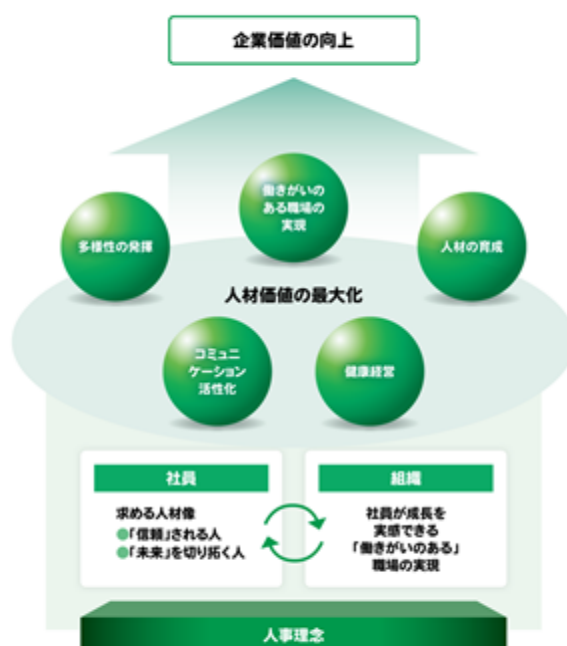 企業価値の向上
働きがいの
ある職場の
実現
多様性の発揮
人材の育成
人材価値の最大化
コミュニ
ケーション
活性化
健康経営
社員
求める人材像
●「信頼」される人
●「未来」を切り拓く人
組織
社員が成長を
実感できる
「働きがいのある」
職場の実現
人事理念